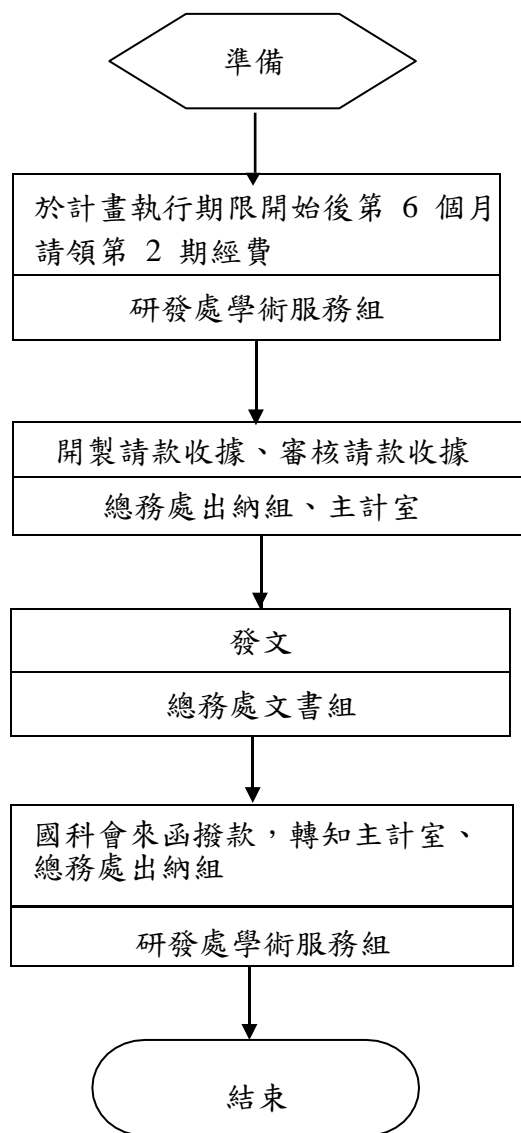 準備
於計畫執行期限開始後第 6 個月
請領第 2 期經費
研發處學術服務組
開製請款收據、審核請款收據
總務處出納組、主計室
發文
總務處文書組
國科會來函撥款，轉知主計室、
總務處出納組
研發處學術服務組
結束